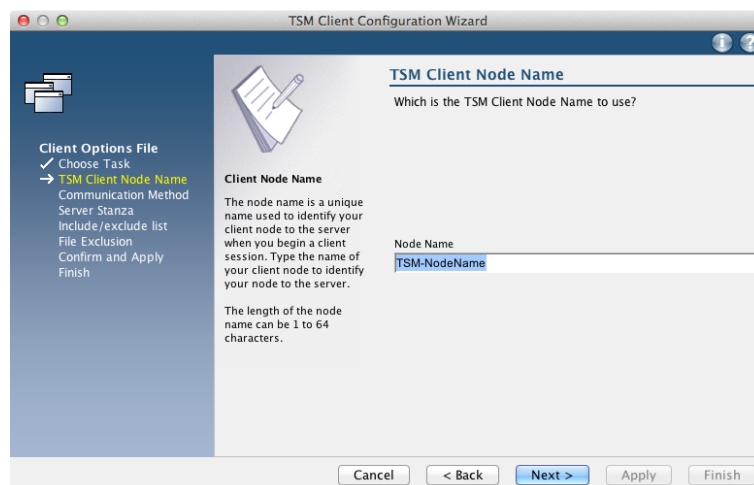 TSM Client Configuration Wizard
Client Options File
Choose Task
TSM Client Node Name
Communication Method
Server Stanza
Include/exclude list
File Exclusion
Confirm and Apply
Finish
Client Node Name
The node name is a unique
name used to identify your
client node to the server
when you begin a client
session. Type the name of
your client node to identify
your node to the server.
The length of the node
name can be 1 to 64
characters.
TSM Client Node Name
Which is the TSM Client Node Name to use?
Node Name
TSM-NodeName
Cancel
< Back
Next >
Apply
Finish